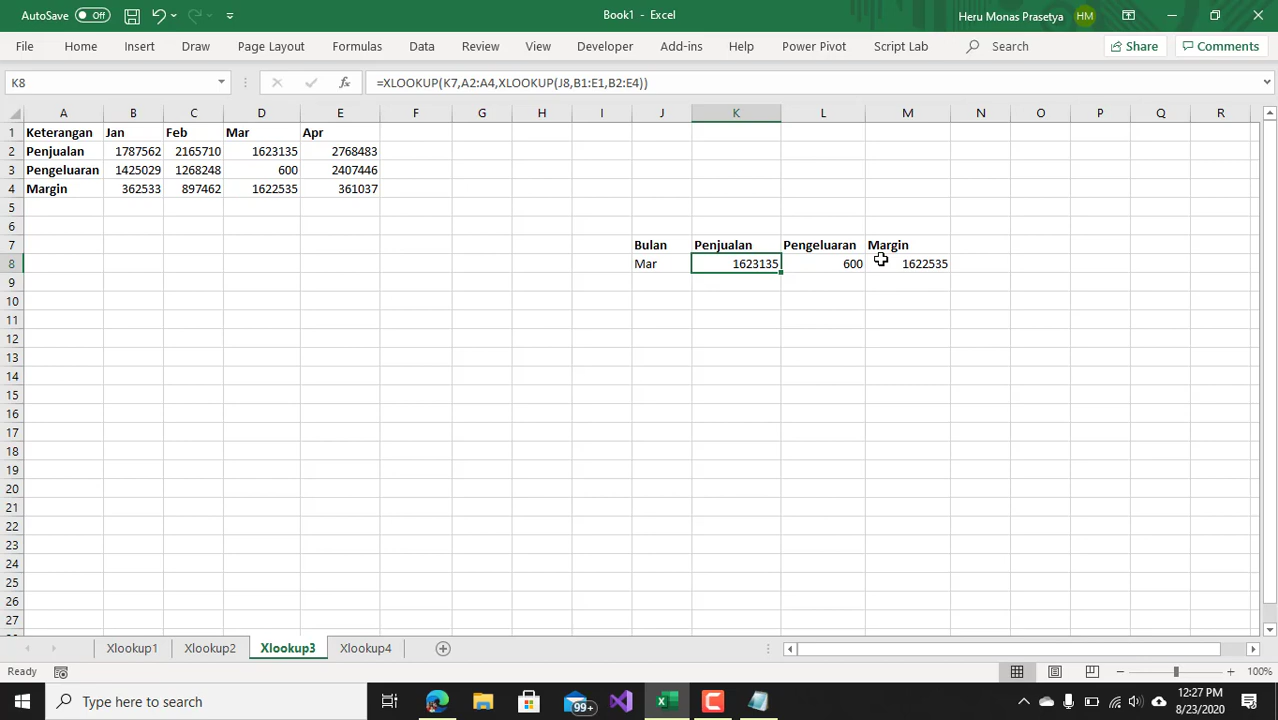 AutoSave Off Book1 - Excel Heru Monas Prasetya HM
File Home Insert Draw Page Layout Formulas Data Review View Developer Add-ins Help Power Pivot Script Lab Search Share Comments
K8 fx =XLOOKUP(K7,A2:A4,XLOOKUP(J8,B1:E1,B2:E4))
A B C D E F G H I J K L M N O P Q R
1 Keterangan Jan Feb Mar Apr
2 Penjualan 1787562 2165710 1623135 2768483
3 Pengeluaran 1425029 1268248 600 2407446
4 Margin 362533 897462 1622535 361037
5
6
7 Bulan Penjualan Pengeluaran Margin
8 Mar 1623135 600 1622535
9
10
11
12
13
14
15
16
17
18
19
20
21
22
23
24
25
26
27
Xlookup1 Xlookup2 Xlookup3 Xlookup4
Ready 100%
Type here to search 99+ 12:27 PM
8/23/2020